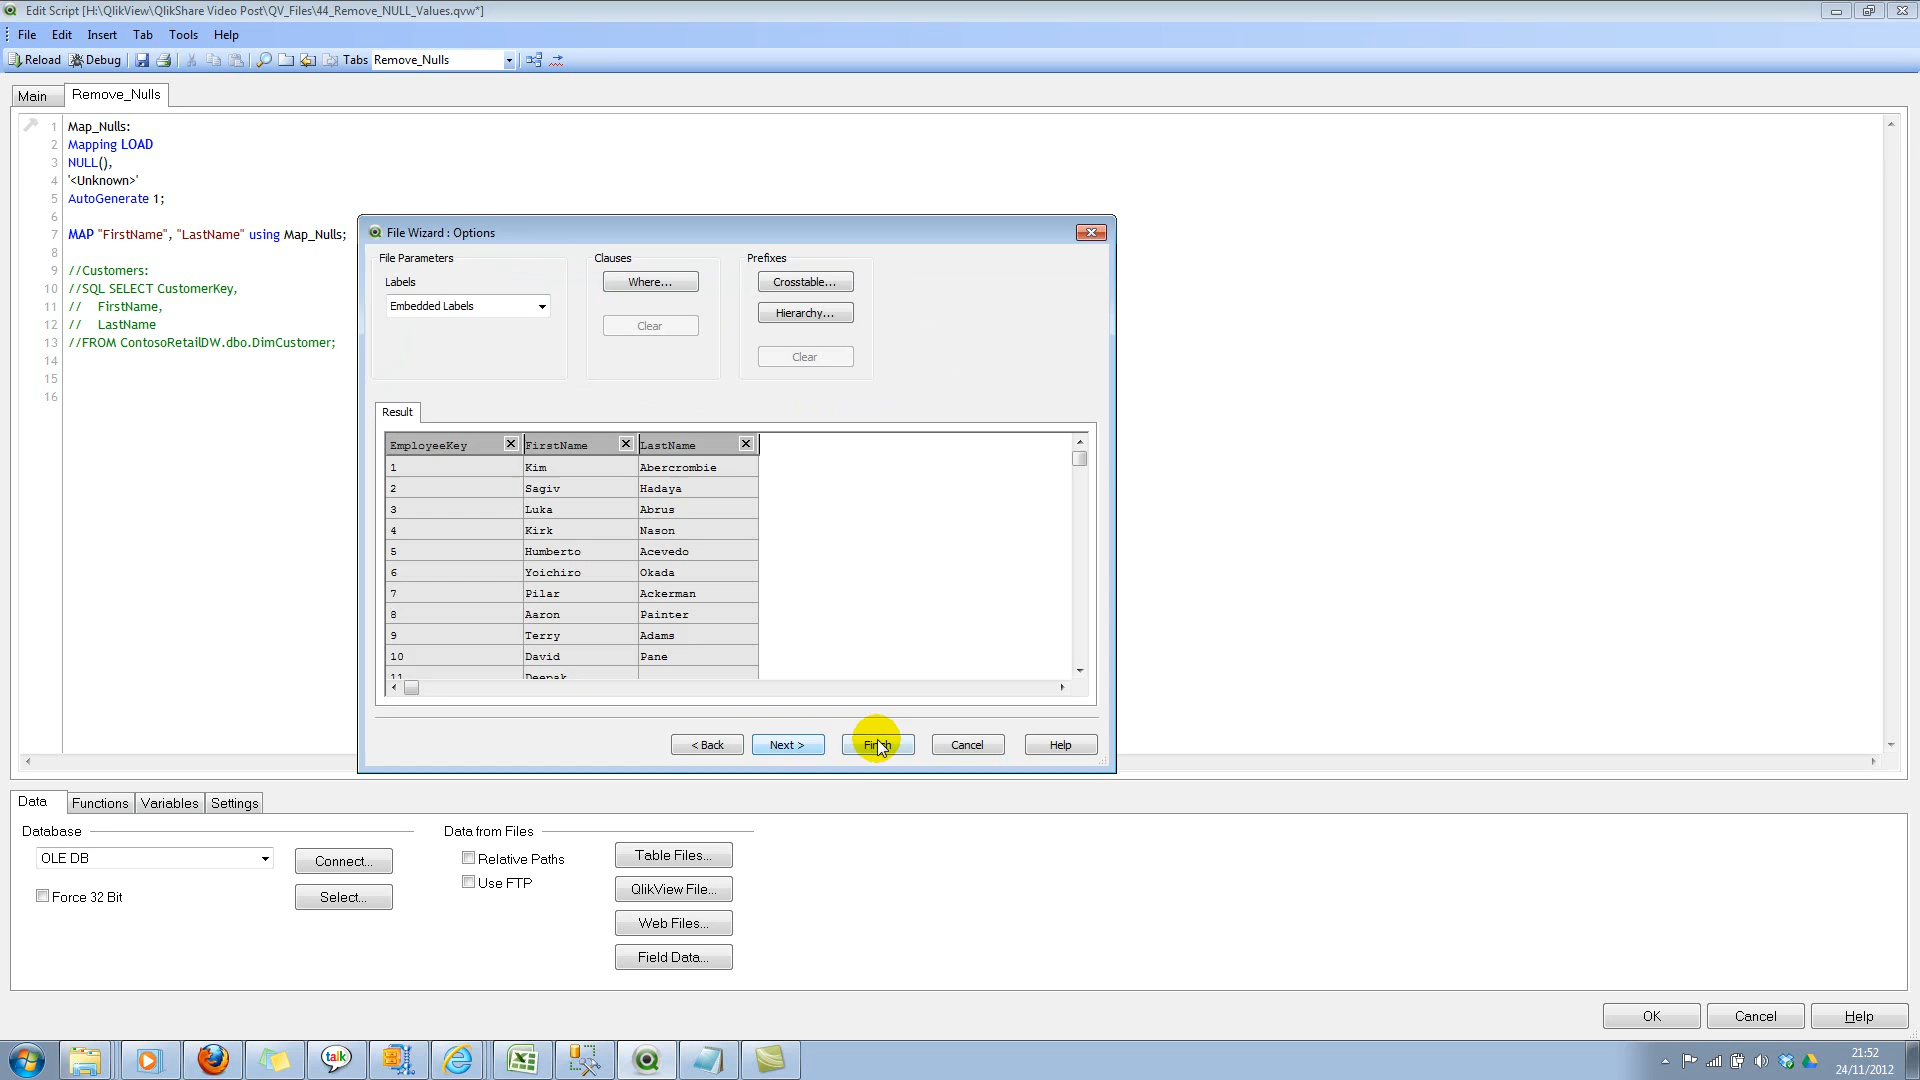 Edit Script [H:\QlikView\QlikShare Video Post\QV_Files\44_Remove_NULL_Values.qvw*]
File Edit Insert Tab Tools Help
Reload Debug Tabs Remove_Nulls
Main Remove_Nulls
1 Map_Nulls:
2 Mapping LOAD
3 NULL(),
4 '<Unknown>'
5 AutoGenerate 1;
6
7 MAP "FirstName", "LastName" using Map_Nulls;
8
9 //Customers:
10 //SQL SELECT CustomerKey,
11 // FirstName,
12 // LastName
13 //FROM ContosoRetailDW.dbo.DimCustomer;
14
15
16
File Wizard : Options
File Parameters Clauses Prefixes
Labels Where... Crosstable...
Embedded Labels Hierarchy...
Clear
Clear
Result
EmployeeKey FirstName LastName
1 Kim Abercrombie
2 Sagiv Hadaya
3 Luka Abrus
4 Kirk Nason
5 Humberto Acevedo
6 Yoichiro Okada
7 Pilar Ackerman
8 Aaron Painter
9 Terry Adams
10 David Pane
11 Deepak
< Back Next > Finish Cancel Help
Data Functions Variables Settings
Database Data from Files
OLE DB Connect... Relative Paths Table Files...
Force 32 Bit Select... Use FTP QlikView File...
Web Files...
Field Data...
OK Cancel Help
talk
21:52
24/11/2012